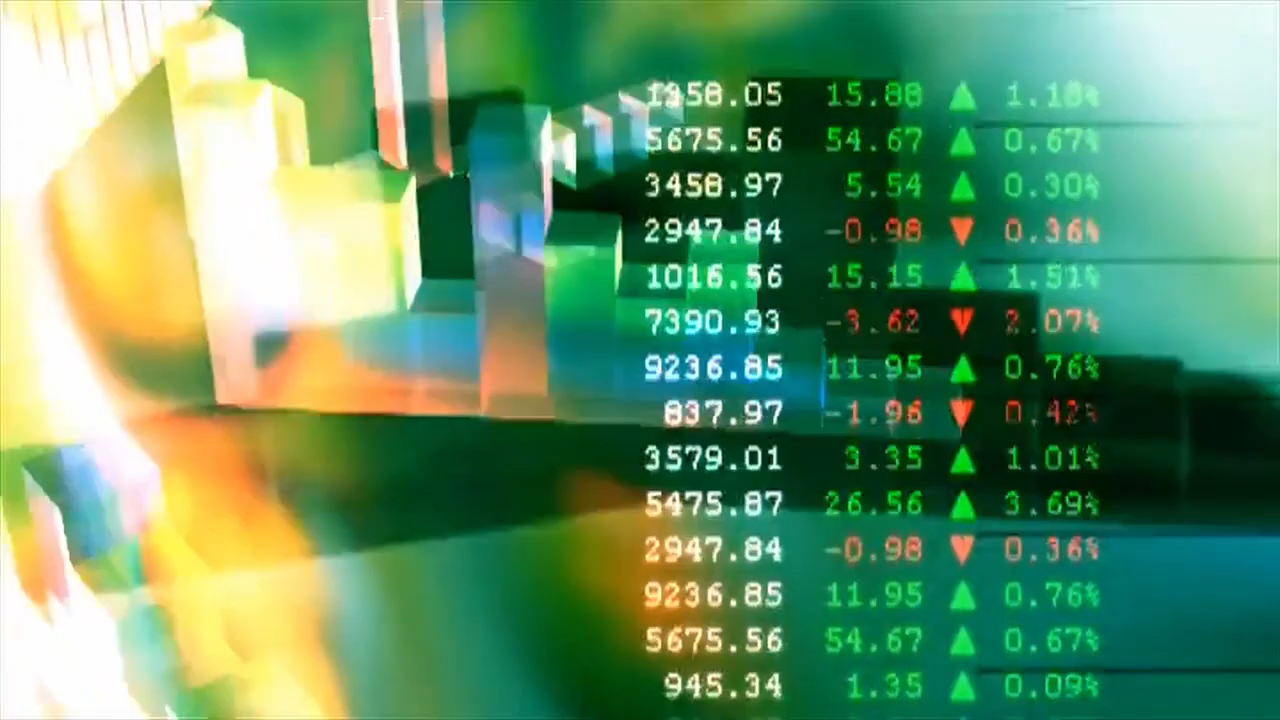 1358.05 15.88 ▲ 1.18%
5675.56 54.67 ▲ 0.67%
3458.97 5.54 ▲ 0.30%
2947.84 -0.98 ▼ 0.36%
1016.56 15.15 ▲ 1.51%
7390.93 -3.62 ▼ 2.07%
9236.85 11.95 ▲ 0.76%
837.97 -1.96 ▼ 0.42%
3579.01 3.35 ▲ 1.01%
5475.87 26.56 ▲ 3.69%
2947.84 -0.98 ▼ 0.36%
9236.85 11.95 ▲ 0.76%
5675.56 54.67 ▲ 0.67%
945.34 1.35 ▲ 0.09%